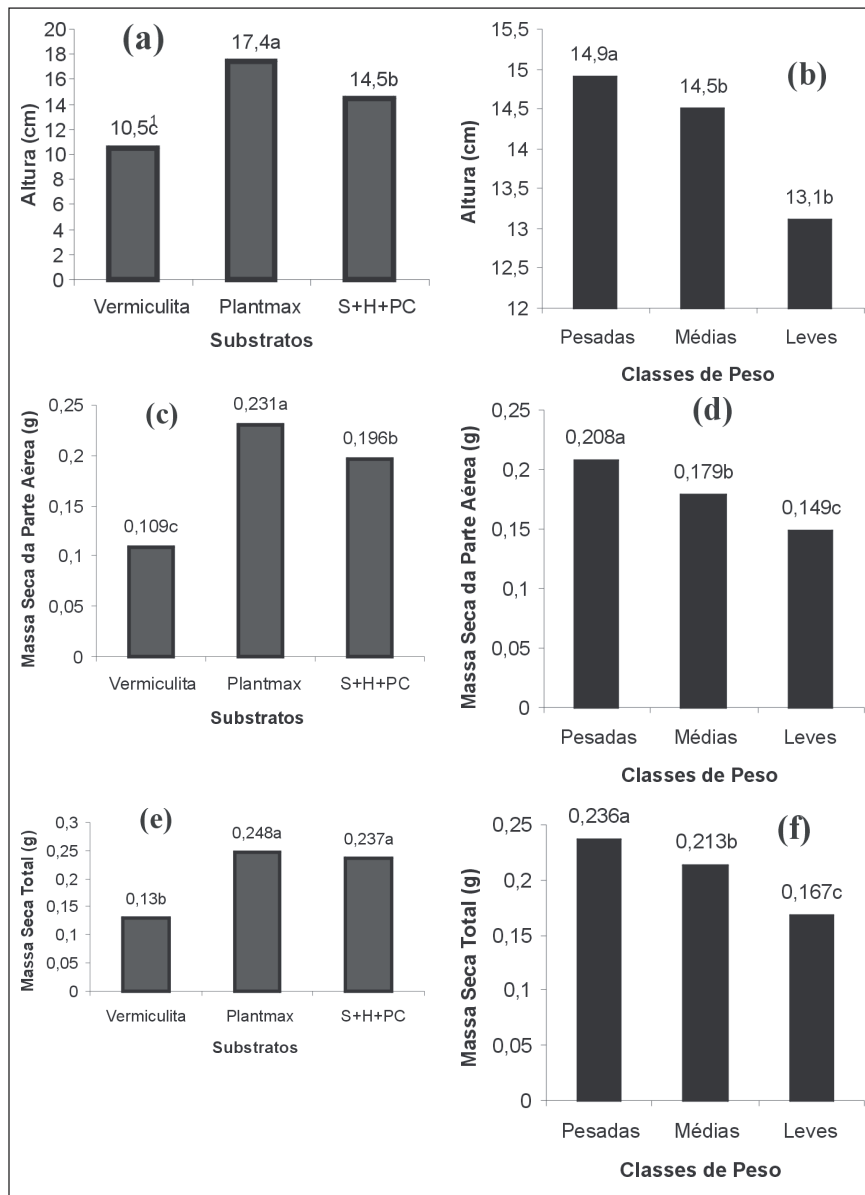 (a)
Altura (cm)
20
18
16
14
12
10
8
6
4
2
0
10,5c¹
17,4a
14,5b
Vermiculita Plantmax S+H+PC
Substratos
(b)
Altura (cm)
15,5
15
14,5
14
13,5
13
12,5
12
14,9a
14,5b
13,1b
Pesadas Médias Leves
Classes de Peso
(c)
Massa Seca da Parte Aérea (g)
0,25
0,2
0,15
0,1
0,05
0
0,109c
0,231a
0,196b
Vermiculita Plantmax S+H+PC
Substratos
(d)
Massa Seca da Parte Aérea (g)
0,25
0,2
0,15
0,1
0,05
0
0,208a
0,179b
0,149c
Pesadas Médias Leves
Classes de Peso
(e)
Massa Seca Total (g)
0,3
0,25
0,2
0,15
0,1
0,05
0
0,13b
0,248a
0,237a
Vermiculita Plantmax S+H+PC
Substratos
(f)
Massa Seca Total (g)
0,25
0,2
0,15
0,1
0,05
0
0,236a
0,213b
0,167c
Pesadas Médias Leves
Classes de Peso